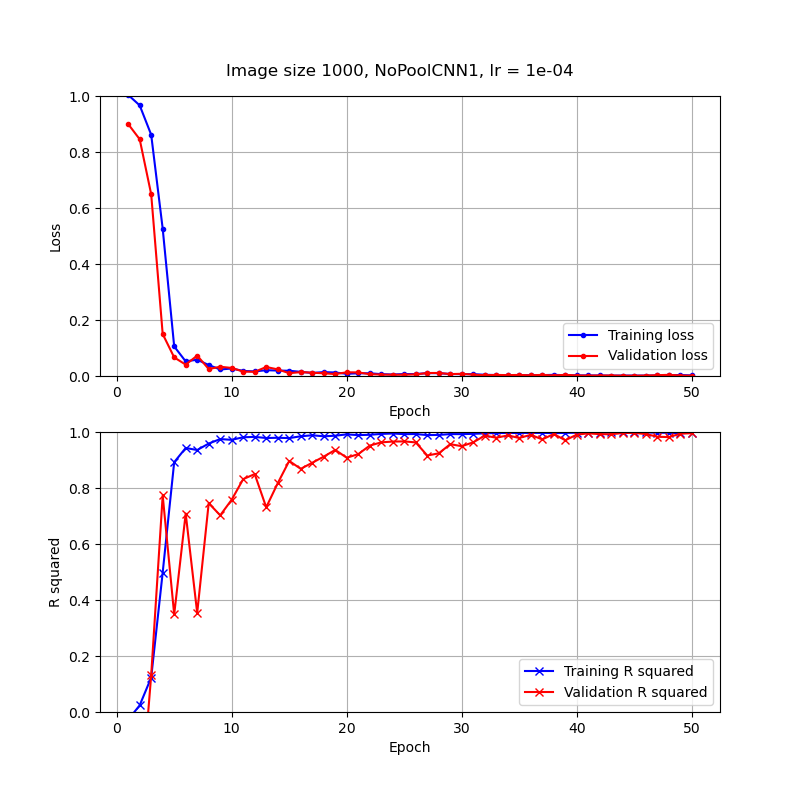 Image size 1000, NoPoolCNN1, lr = 1e-04
1.0
0.8
0.6
0.4
0.2
0.0
Loss
Training loss
Validation loss
0 10 20 30 40 50
Epoch
1.0
0.8
0.6
0.4
0.2
0.0
R squared
Training R squared
Validation R squared
0 10 20 30 40 50
Epoch